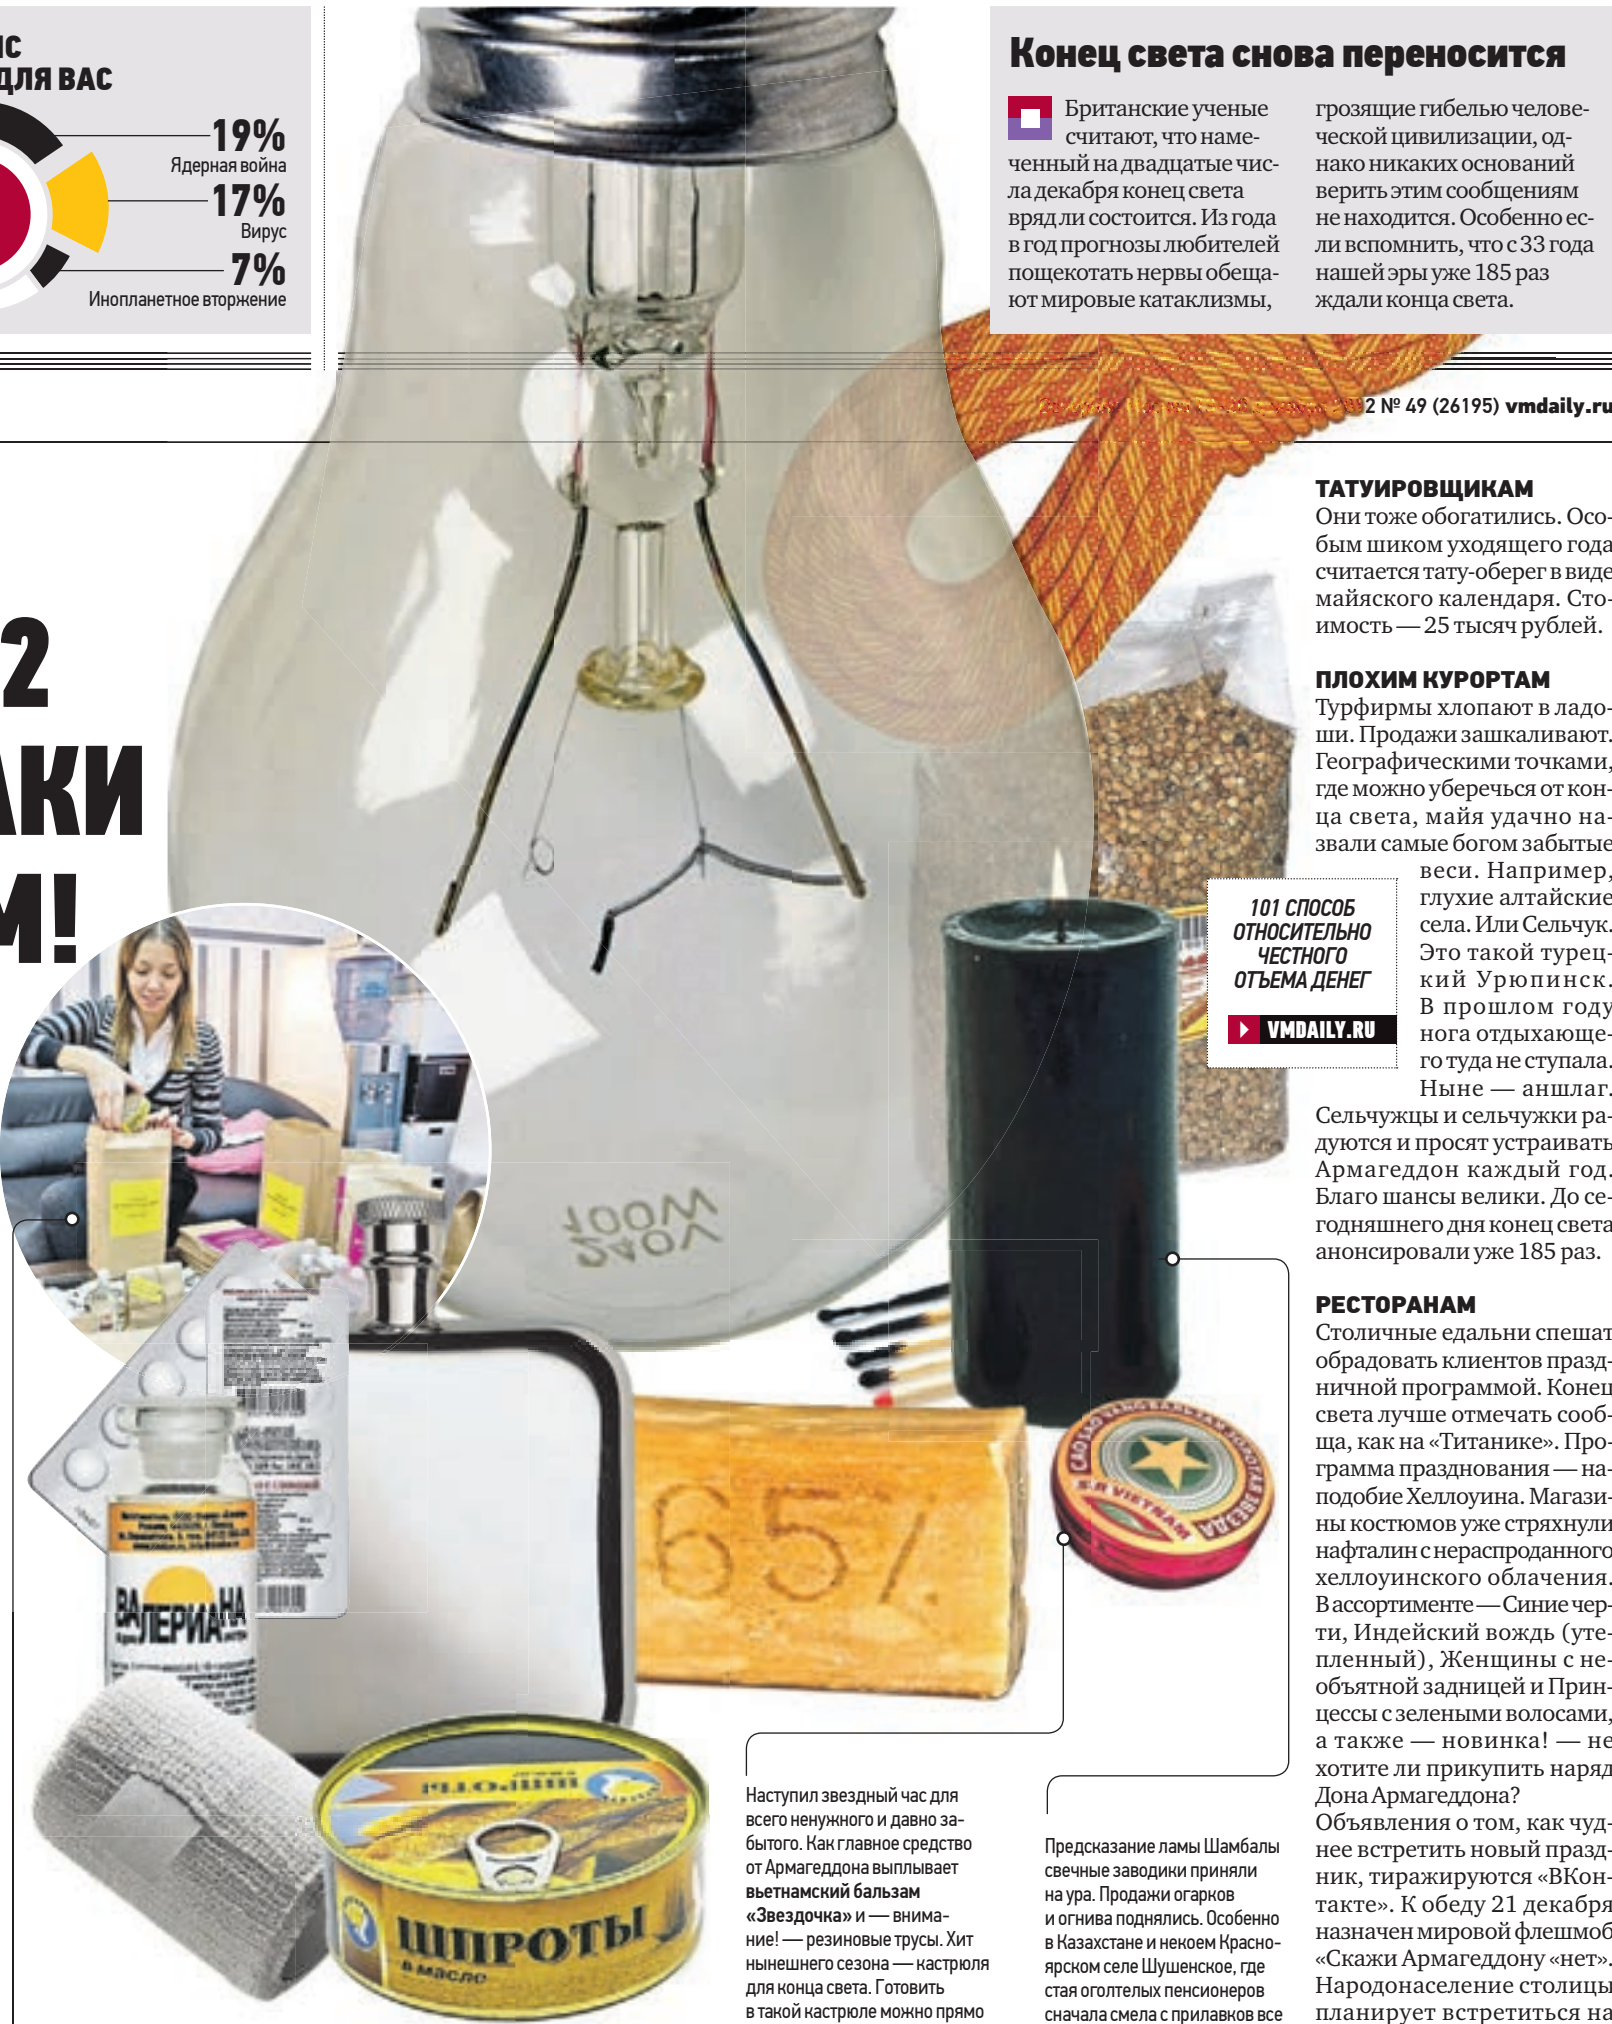 ИС
ДЛЯ ВАС
19%
Ядерная война
17%
Вирус
7%
Инопланетное вторжение
Конец света снова переносится
Британские ученые
считают, что наме-
ченный на двадцатые чис-
ла декабря конец света
вряд ли состоится. Из года
в год прогнозы любителей
пощекотать нервы обеща-
ют мировые катаклизмы,
грозящие гибелью челове-
ческой цивилизации, од-
нако никаких оснований
верить этим сообщениям
не находится. Особенно ес-
ли вспомнить, что с 33 года
нашей эры уже 185 раз
ждали конца света.
2 № 49 (26195) vmdaily.ru
2
АКИ
М!
ТАТУИРОВЩИКАМ
Они тоже обогатились. Осо-
бым шиком уходящего года
считается тату-оберег в виде
майяского календаря. Сто-
имость — 25 тысяч рублей.
ПЛОХИМ КУРОРТАМ
Турфирмы хлопают в ладо-
ши. Продажи зашкаливают.
Географическими точками,
где можно уберечься от кон-
ца света, майя удачно на-
звали самые богом забытые
веси. Например,
глухие алтайские
села. Или Сельчук.
Это такой турец-
кий Урюпинск.
В прошлом году
нога отдыхающе-
го туда не ступала.
Ныне — аншлаг.
Сельчужцы и сельчужки ра-
дуются и просят устраивать
Армагеддон каждый год.
Благо шансы велики. До се-
годняшнего дня конец света
анонсировали уже 185 раз.
101 СПОСОБ
ОТНОСИТЕЛЬНО
ЧЕСТНОГО
ОТЪЕМА ДЕНЕГ
VMDAILY.RU
РЕСТОРАНАМ
Столичные едальни спешат
обрадовать клиентов празд-
ничной программой. Конец
света лучше отмечать сооб-
ща, как на «Титанике». Про-
грамма празднования — на-
подобие Хеллоуина. Магази-
ны костюмов уже стряхнули
нафталин с нераспроданного
хеллоуинского облачения.
В ассортименте — Синие чер-
ти, Индейский вождь (уте-
пленный), Женщины с не-
объятной задницей и Прин-
цессы с зелеными волосами,
а также — новинка! — не
хотите ли прикупить наряд
Дона Армагеддона?
Объявления о том, как чуд-
нее встретить новый празд-
ник, тиражируются «ВКон-
такте». К обеду 21 декабря
назначен мировой флешмоб
«Скажи Армагеддону «нет».
Народонаселение столицы
планирует встретиться на
100W
240V
65%
CAO SAO VANG БАЛЬЗАМ ЗОЛОТАЯ ЗВЕЗДА
S.R VIETNAM
ВАЛЕРИАНА
ШПРОТЫ
ШПРОТЫ
в масле
Наступил звездный час для
всего ненужного и давно за-
бытого. Как главное средство
от Армагеддона выплывает
вьетнамский бальзам
«Звездочка» и — внима-
ние! — резиновые трусы. Хит
нынешнего сезона — кастрюля
для конца света. Готовить
в такой кастрюле можно прямо
Предсказание ламы Шамбалы
свечные заводики приняли
на ура. Продажи огарков
и огнива поднялись. Особенно
в Казахстане и некоем Красно-
ярском селе Шушенское, где
стая оголтелых пенсионеров
сначала смела с прилавков все